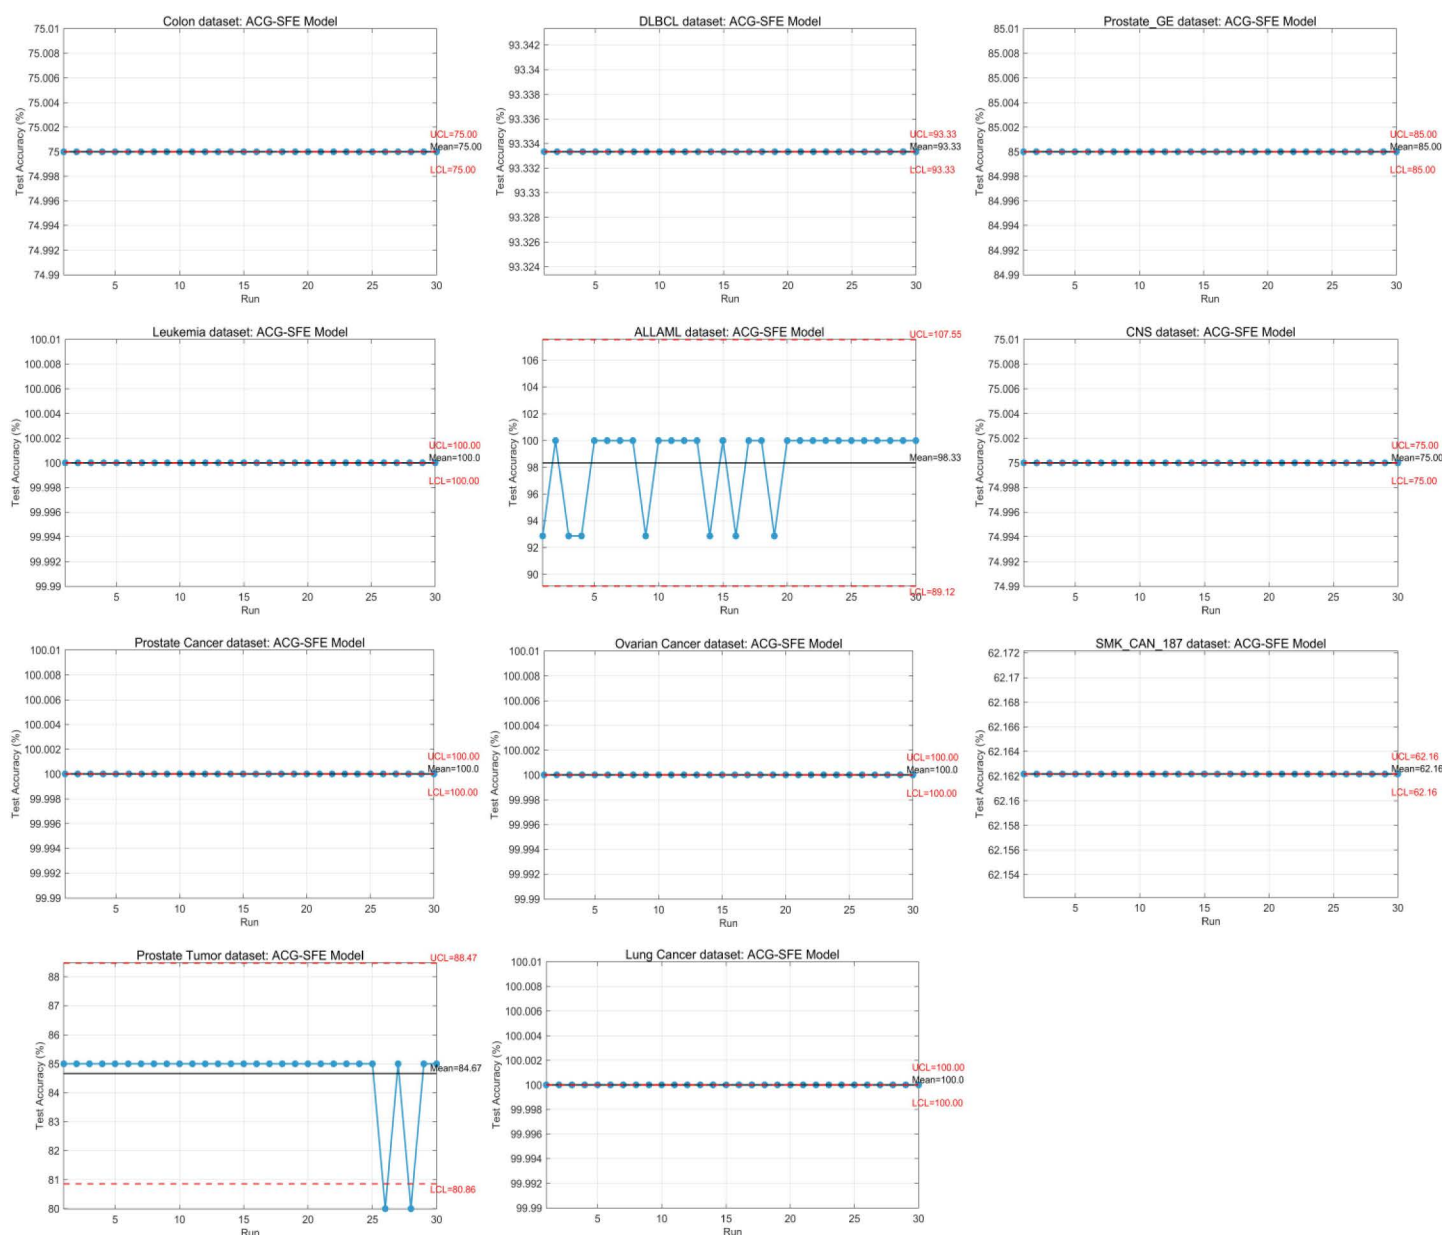 Colon dataset: ACG-SFE Model
75.01
75.008
75.006
75.004
75.002
75
74.998
74.996
74.994
74.992
74.99
Test Accuracy (%)
UCL=75.00
Mean=75.00
LCL=75.00
5 10 15 20 25 30
Run
DLBCL dataset: ACG-SFE Model
93.342
93.34
93.338
93.336
93.334
93.332
93.33
93.328
93.326
93.324
Test Accuracy (%)
UCL=93.33
Mean=93.33
LCL=93.33
5 10 15 20 25 30
Run
Prostate_GE dataset: ACG-SFE Model
85.01
85.008
85.006
85.004
85.002
85
84.998
84.996
84.994
84.992
84.99
Test Accuracy (%)
UCL=85.00
Mean=85.00
LCL=85.00
5 10 15 20 25 30
Run
Leukemia dataset: ACG-SFE Model
100.01
100.008
100.006
100.004
100.002
100
99.998
99.996
99.994
99.992
99.99
Test Accuracy (%)
UCL=100.00
Mean=100.0
LCL=100.00
5 10 15 20 25 30
Run
ALLAML dataset: ACG-SFE Model
106
104
102
100
98
96
94
92
90
Test Accuracy (%)
UCL=107.55
Mean=98.33
LCL=89.12
5 10 15 20 25 30
Run
CNS dataset: ACG-SFE Model
75.01
75.008
75.006
75.004
75.002
75
74.998
74.996
74.994
74.992
74.99
Test Accuracy (%)
UCL=75.00
Mean=75.00
LCL=75.00
5 10 15 20 25 30
Run
Prostate Cancer dataset: ACG-SFE Model
100.01
100.008
100.006
100.004
100.002
100
99.998
99.996
99.994
99.992
99.99
Test Accuracy (%)
UCL=100.00
Mean=100.0
LCL=100.00
5 10 15 20 25 30
Run
Ovarian Cancer dataset: ACG-SFE Model
100.01
100.008
100.006
100.004
100.002
100
99.998
99.996
99.994
99.992
99.99
Test Accuracy (%)
UCL=100.00
Mean=100.0
LCL=100.00
5 10 15 20 25 30
Run
SMK_CAN_187 dataset: ACG-SFE Model
62.172
62.17
62.168
62.166
62.164
62.162
62.16
62.158
62.156
62.154
Test Accuracy (%)
UCL=62.16
Mean=62.16
LCL=62.16
5 10 15 20 25 30
Run
Prostate Tumor dataset: ACG-SFE Model
88
87
86
85
84
83
82
81
80
Test Accuracy (%)
UCL=88.47
Mean=84.67
LCL=80.86
5 10 15 20 25 30
Run
Lung Cancer dataset: ACG-SFE Model
100.01
100.008
100.006
100.004
100.002
100
99.998
99.996
99.994
99.992
99.99
Test Accuracy (%)
UCL=100.00
Mean=100.0
LCL=100.00
5 10 15 20 25 30
Run